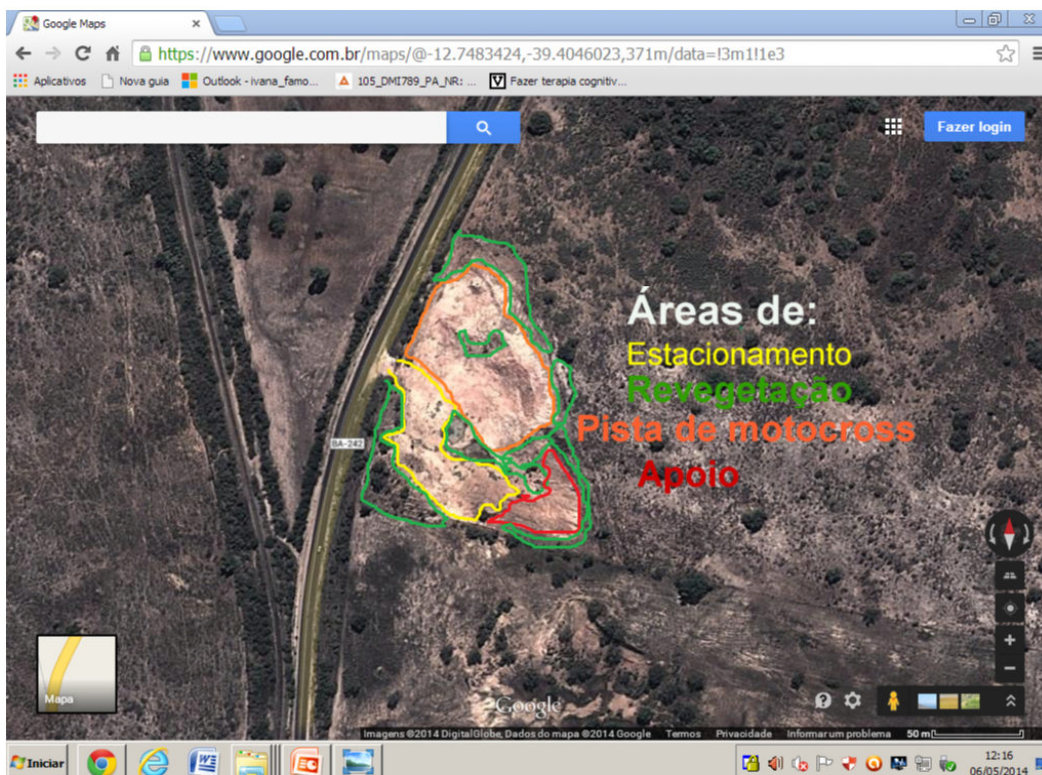 Google Maps
https://www.google.com.br/maps/@-12.7483424,-39.4046023,371m/data=!3m1!1e3
Aplicativos Nova guia Outlook - ivana_famo... 105_DMI789_PA_NR: ... Fazer terapia cognitiv...
Fazer login
Áreas de:
Estacionamento
Revegetação
Pista de motocross
Apoio
BA-242
Mapa
Google
Imagens ©2014 DigitalGlobe, Dados do mapa ©2014 Google Termos Privacidade Informar um problema 50 m
Iniciar
12:16
06/05/2014